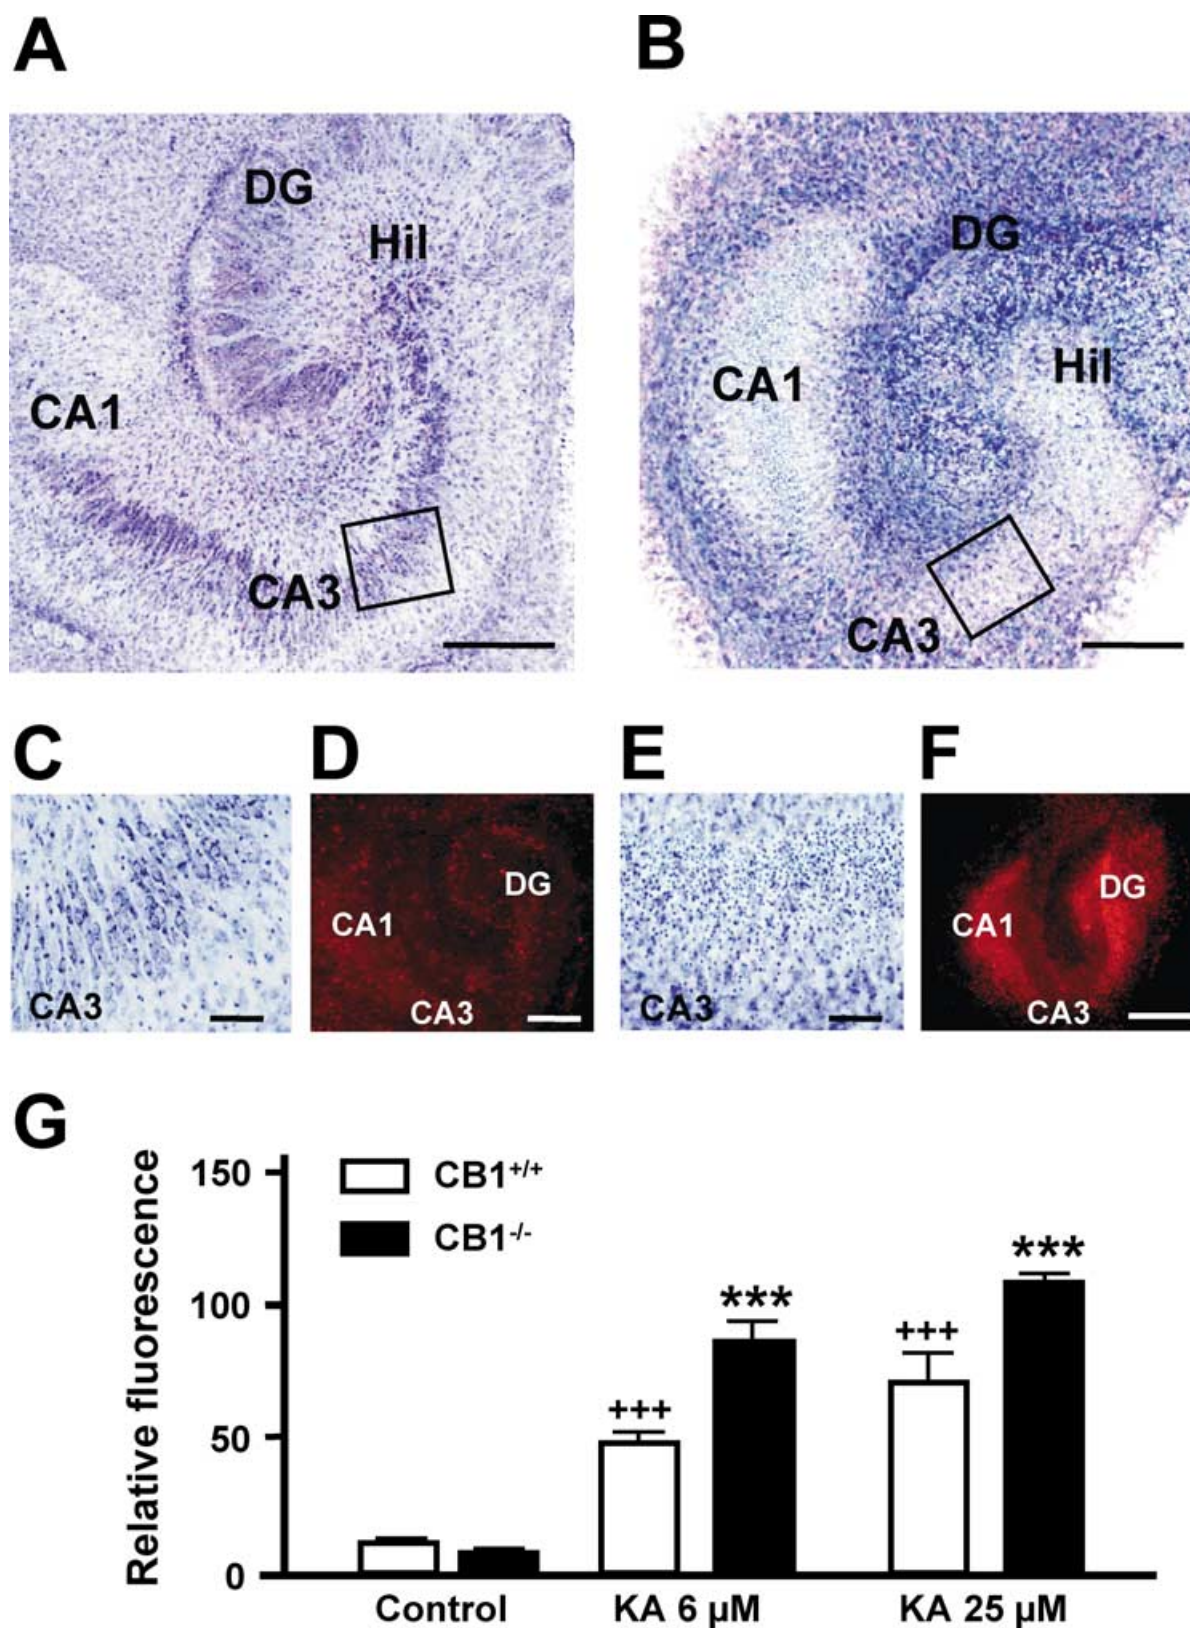 A
B
DG
Hil
CA1
CA3
DG
Hil
CA1
CA3
C
D
E
F
CA3
DG
CA1
CA3
CA3
DG
CA1
CA3
G
Relative fluorescence
150
100
50
0
CB1+/+
CB1-/-
+++
***
+++
***
Control
KA 6 µM
KA 25 µM